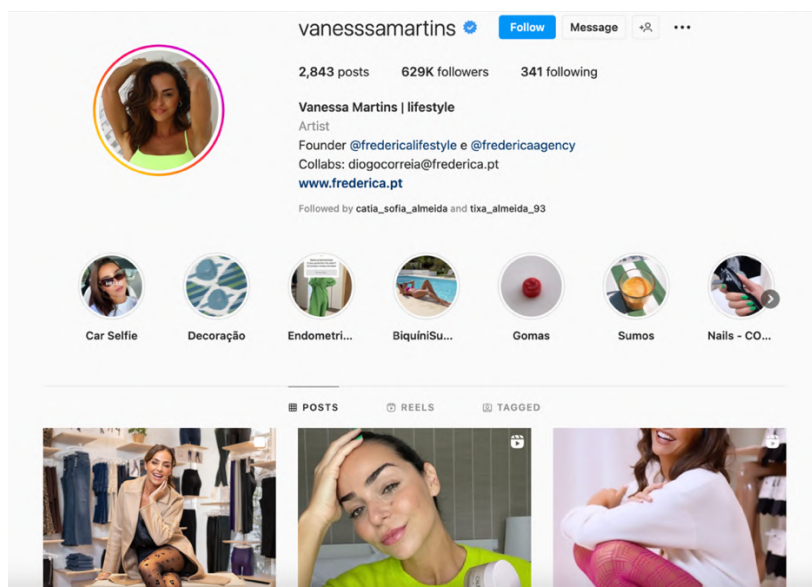 vanesssamartins Follow Message
2,843 posts 629K followers 341 following
Vanessa Martins | lifestyle
Artist
Founder @fredericalifestyle e @fredericaagency
Collabs: diogocorreia@frederica.pt
www.frederica.pt
Followed by catia_sofia_almeida and tixa_almeida_93
Car Selfie Decoração Endometri... BiquíniSu... Gomas Sumos Nails - CO...
POSTS REELS TAGGED